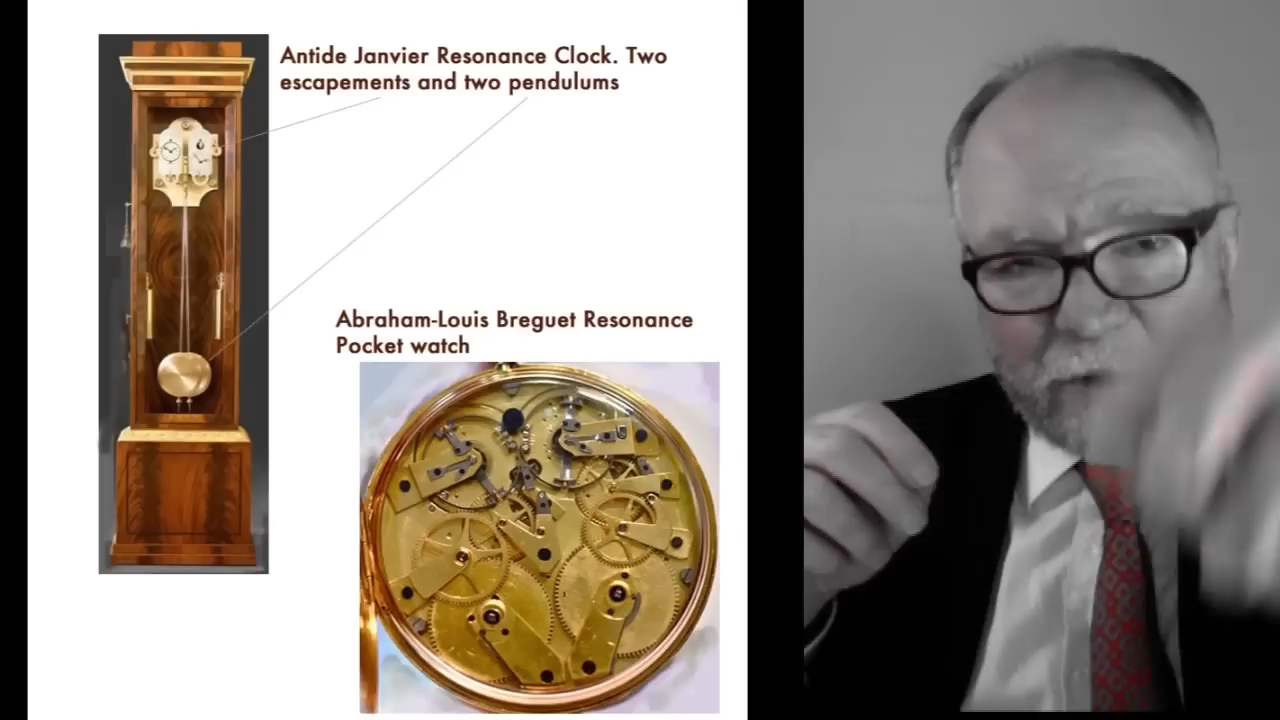 Antide Janvier Resonance Clock. Two
escapements and two pendulums
Abraham-Louis Breguet Resonance
Pocket watch